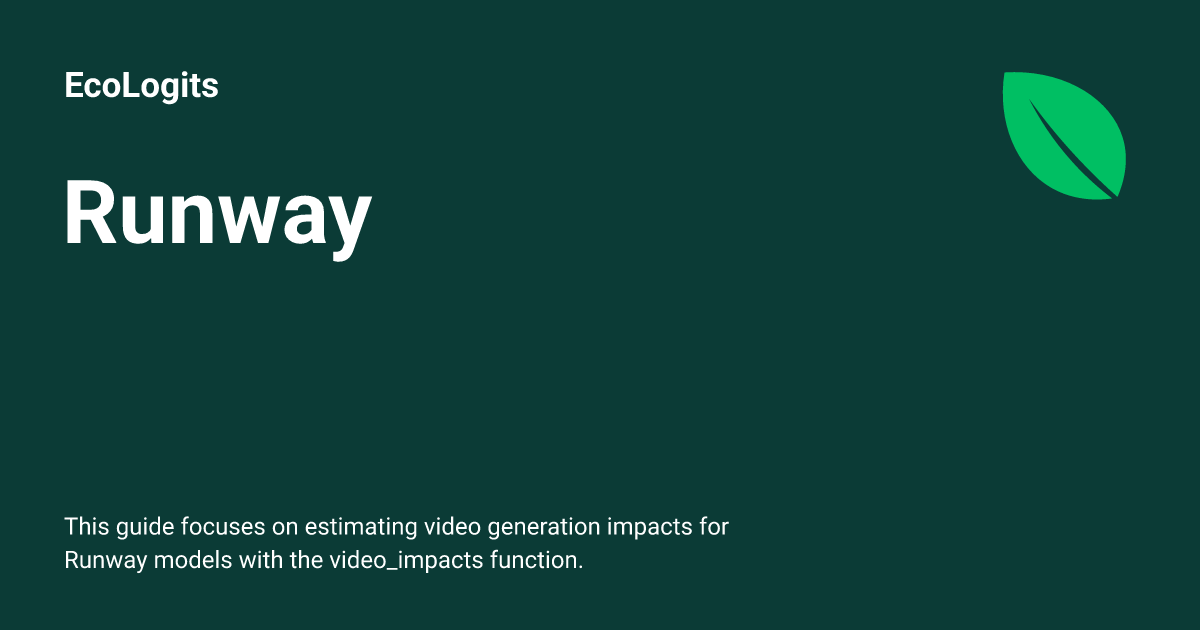 EcoLogits
Runway
This guide focuses on estimating video generation impacts for
Runway models with the video_impacts function.